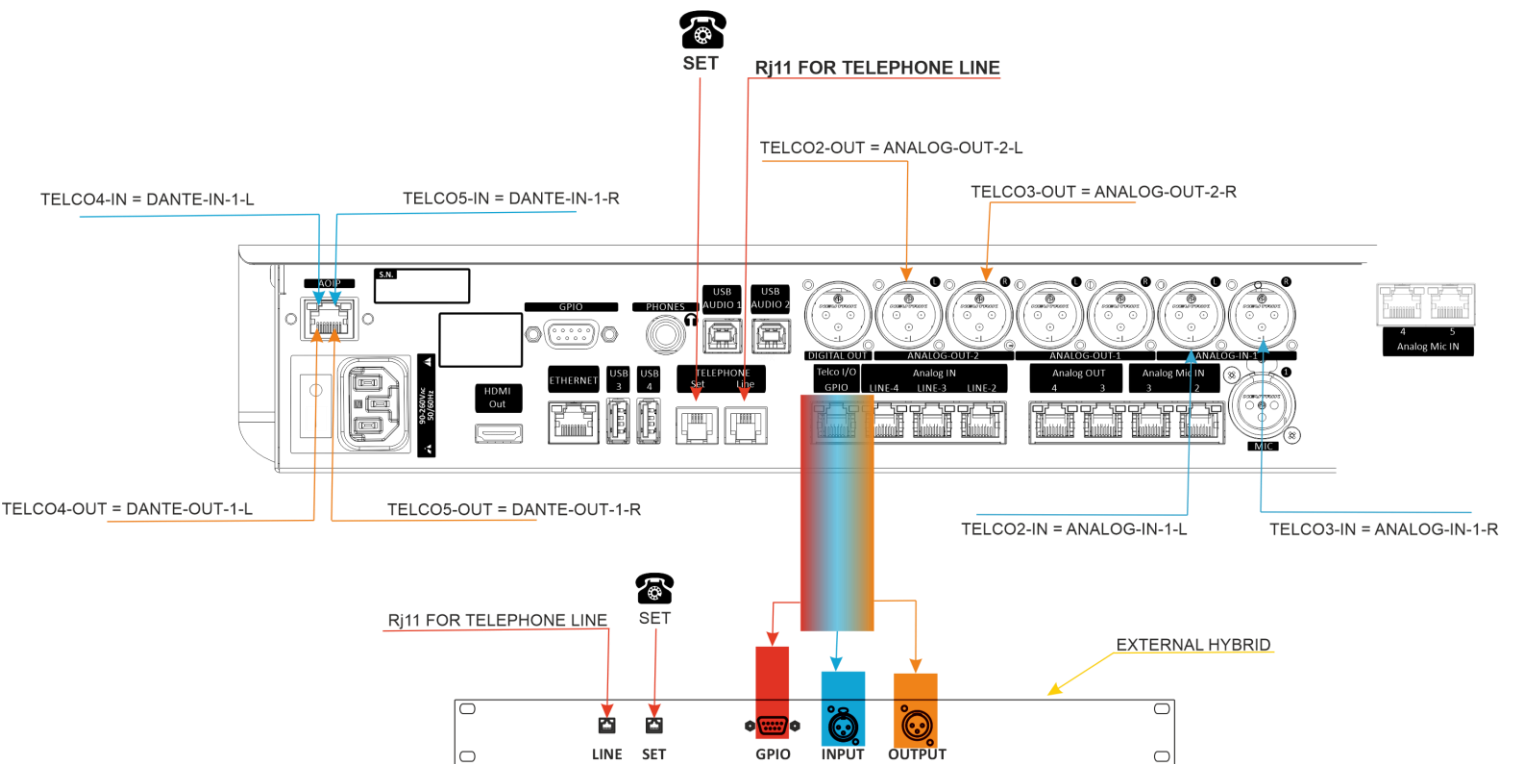 SET
Rj11 FOR TELEPHONE LINE
TELCO2-OUT = ANALOG-OUT-2-L
TELCO3-OUT = ANALOG-OUT-2-R
TELCO4-IN = DANTE-IN-1-L
TELCO5-IN = DANTE-IN-1-R
AOIP
S.N.
GPIO
PHONES
USB AUDIO 1
USB AUDIO 2
L
R
L
R
L
R
DIGITAL OUT
ANALOG-OUT-2
ANALOG-OUT-1
ANALOG-IN-1
4
5
Analog Mic IN
90-260Vac
50/60Hz
HDMI
Out
ETHERNET
USB
3
USB
4
TELEPHONE
Set
Line
Telco I/O
GPIO
Analog IN
LINE-4
LINE-3
LINE-2
Analog OUT
4
3
Analog Mic IN
3
2
1
MIC
TELCO4-OUT = DANTE-OUT-1-L
TELCO5-OUT = DANTE-OUT-1-R
TELCO2-IN = ANALOG-IN-1-L
TELCO3-IN = ANALOG-IN-1-R
SET
Rj11 FOR TELEPHONE LINE
EXTERNAL HYBRID
LINE
SET
GPIO
INPUT
OUTPUT